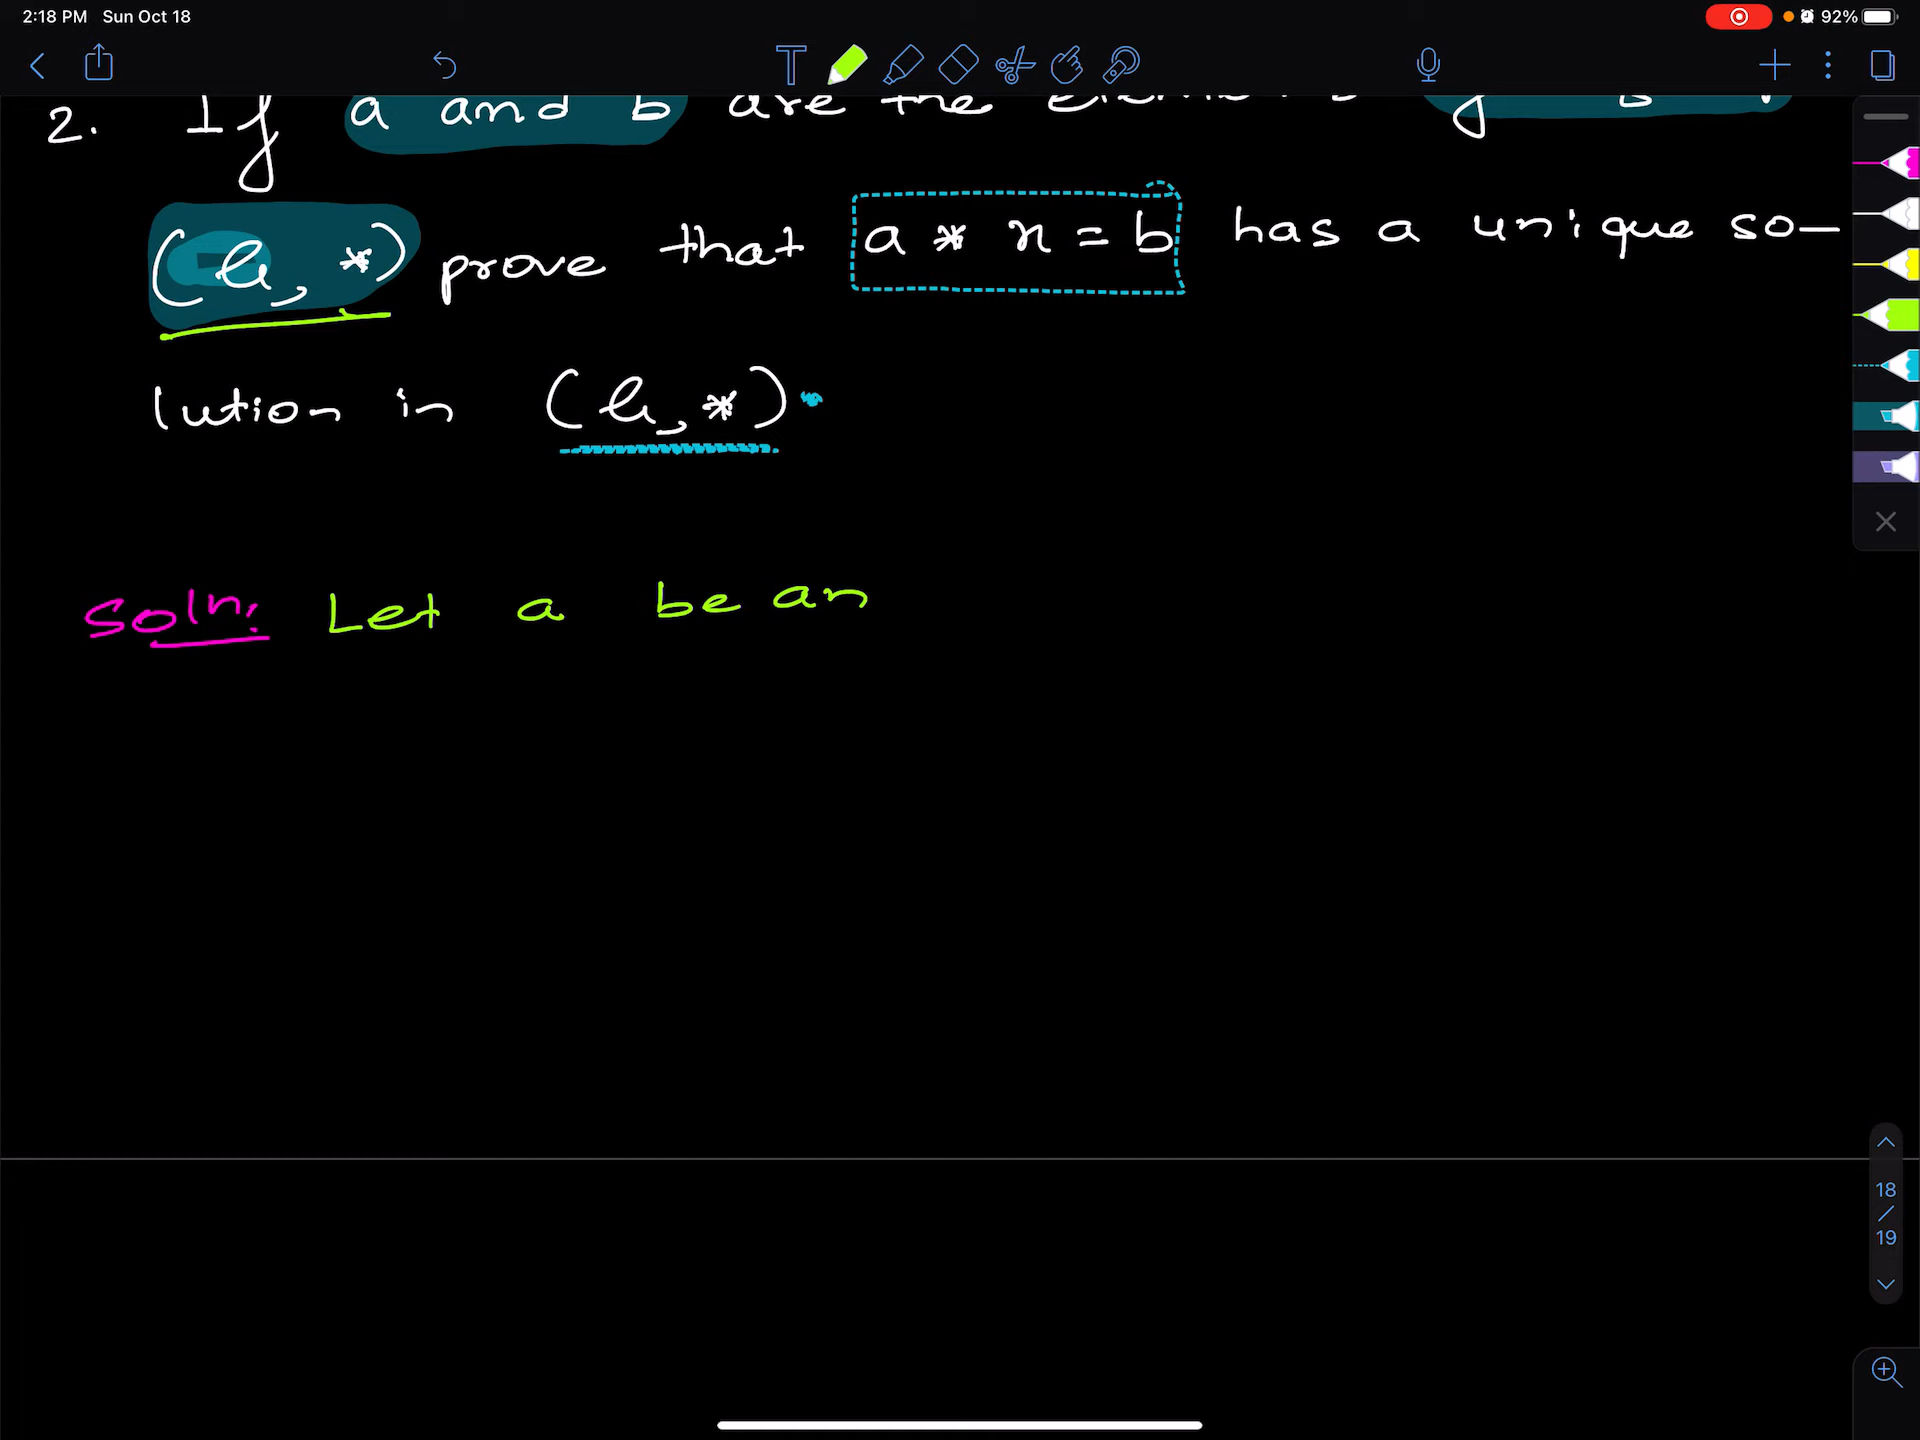 2:18 PM Sun Oct 18
92%
2. If a and b are the
(G, *) prove that a * x = b has a unique so-
lution in (G, *).
Soln: Let a be an
18
/
19